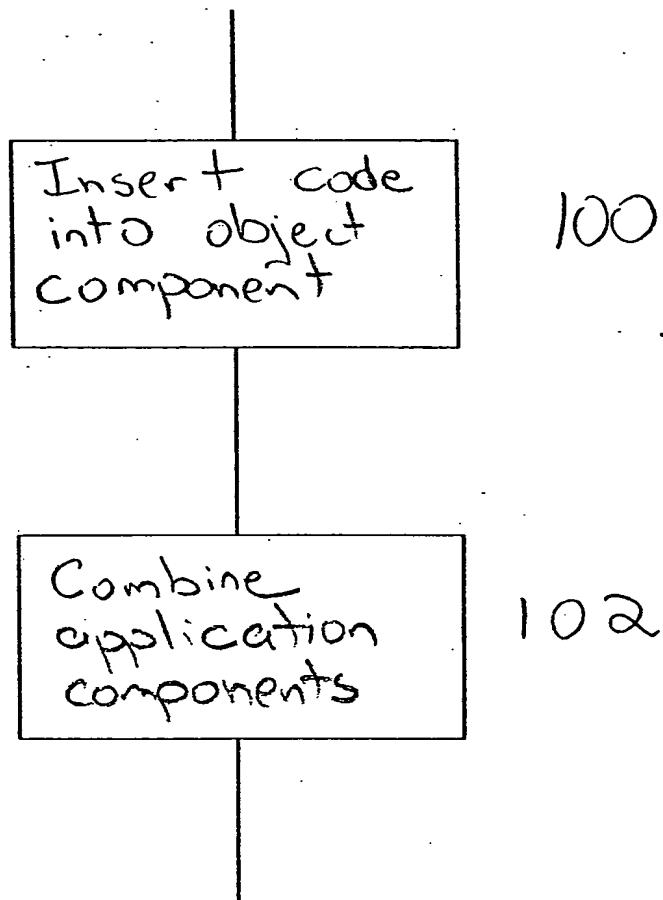 Insert code
into object
component
100
Combine
application
components
102